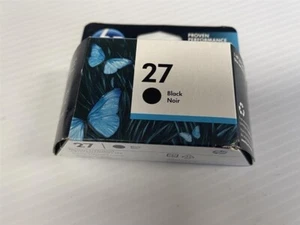 PROVEN
PERFORMANCE
27
Black
Noir
27